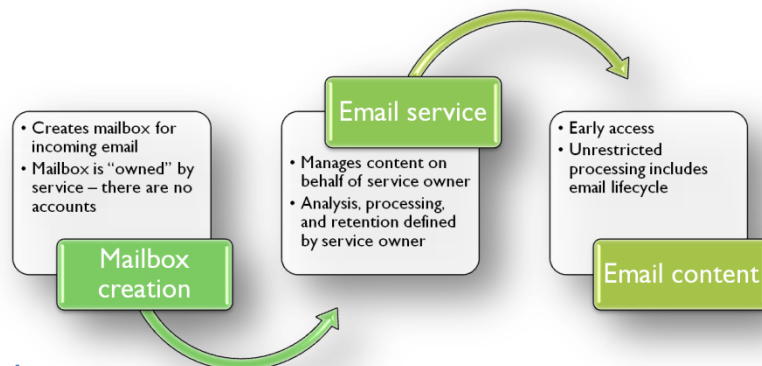 • Creates mailbox for
incoming email
• Mailbox is “owned” by
service – there are no
accounts
Mailbox
creation
Email service
• Manages content on
behalf of service owner
• Analysis, processing,
and retention defined
by service owner
• Early access
• Unrestricted
processing includes
email lifecycle
Email content